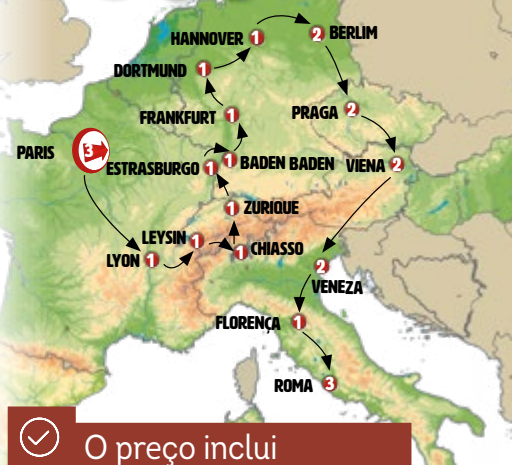 HANNOVER 1
2 BERLIM
DORTMUND 1
FRANKFURT 1
PRAGA 2
PARIS 3
ESTRASBURGO 1
1 BADEN BADEN
VIENA 2
1 ZURIQUE
LEYSIN 1
LYON 1
1 CHIASSO
2
VENEZA
FLORENÇA 1
ROMA 3
O preço inclui